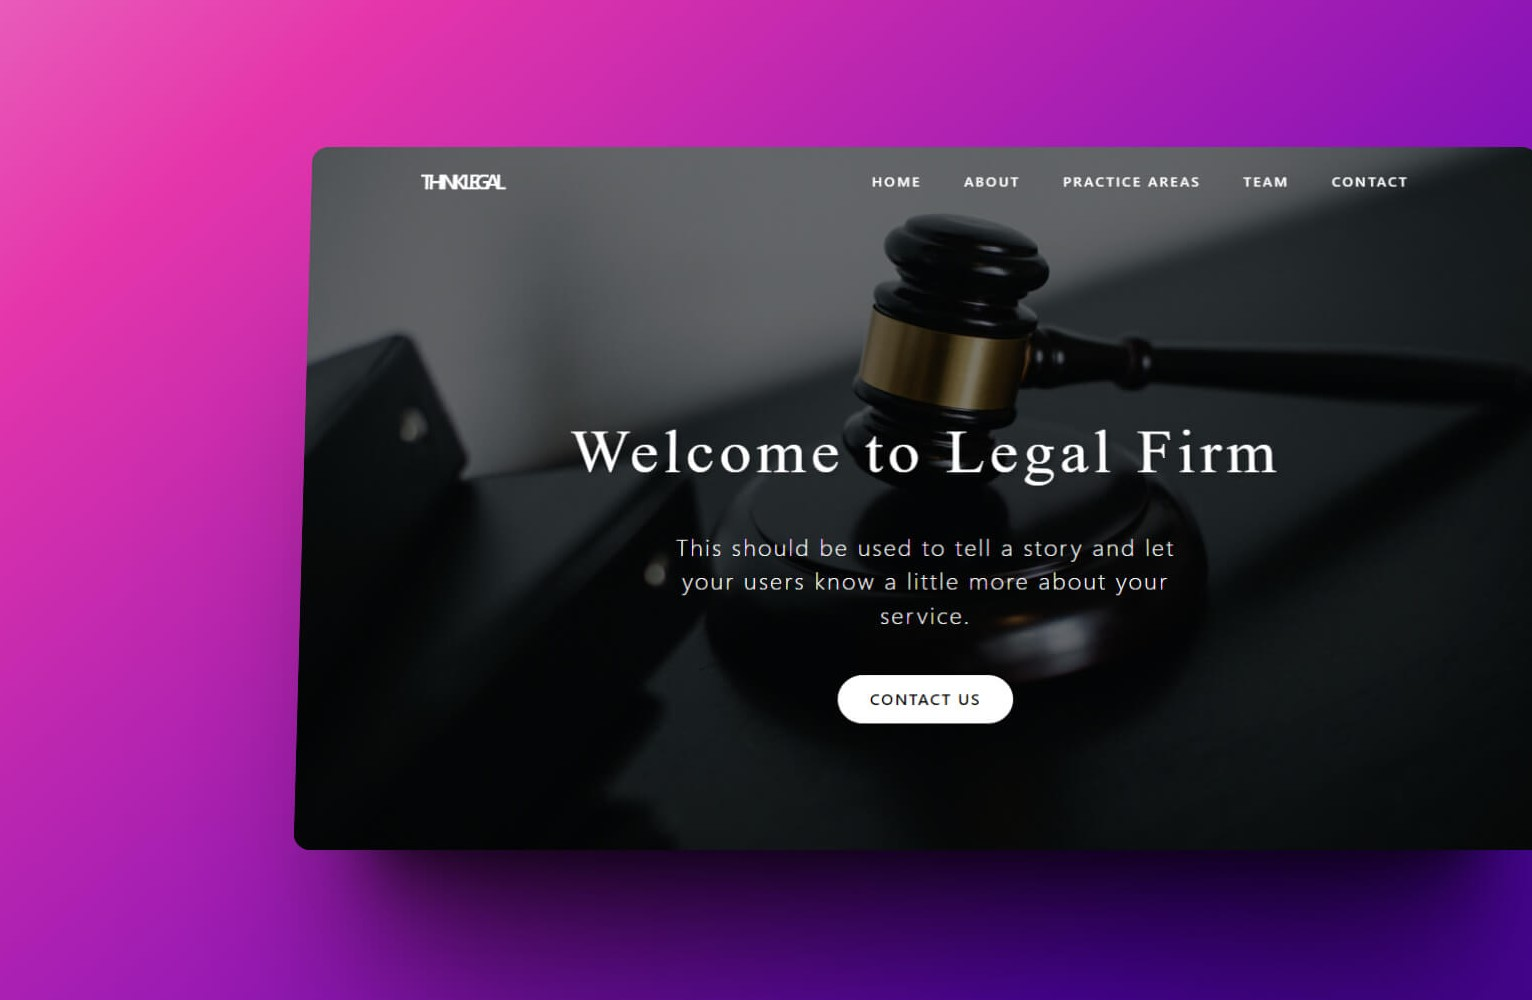 THINKLEGAL
HOME ABOUT PRACTICE AREAS TEAM CONTACT
Welcome to Legal Firm
This should be used to tell a story and let
your users know a little more about your
service.
CONTACT US